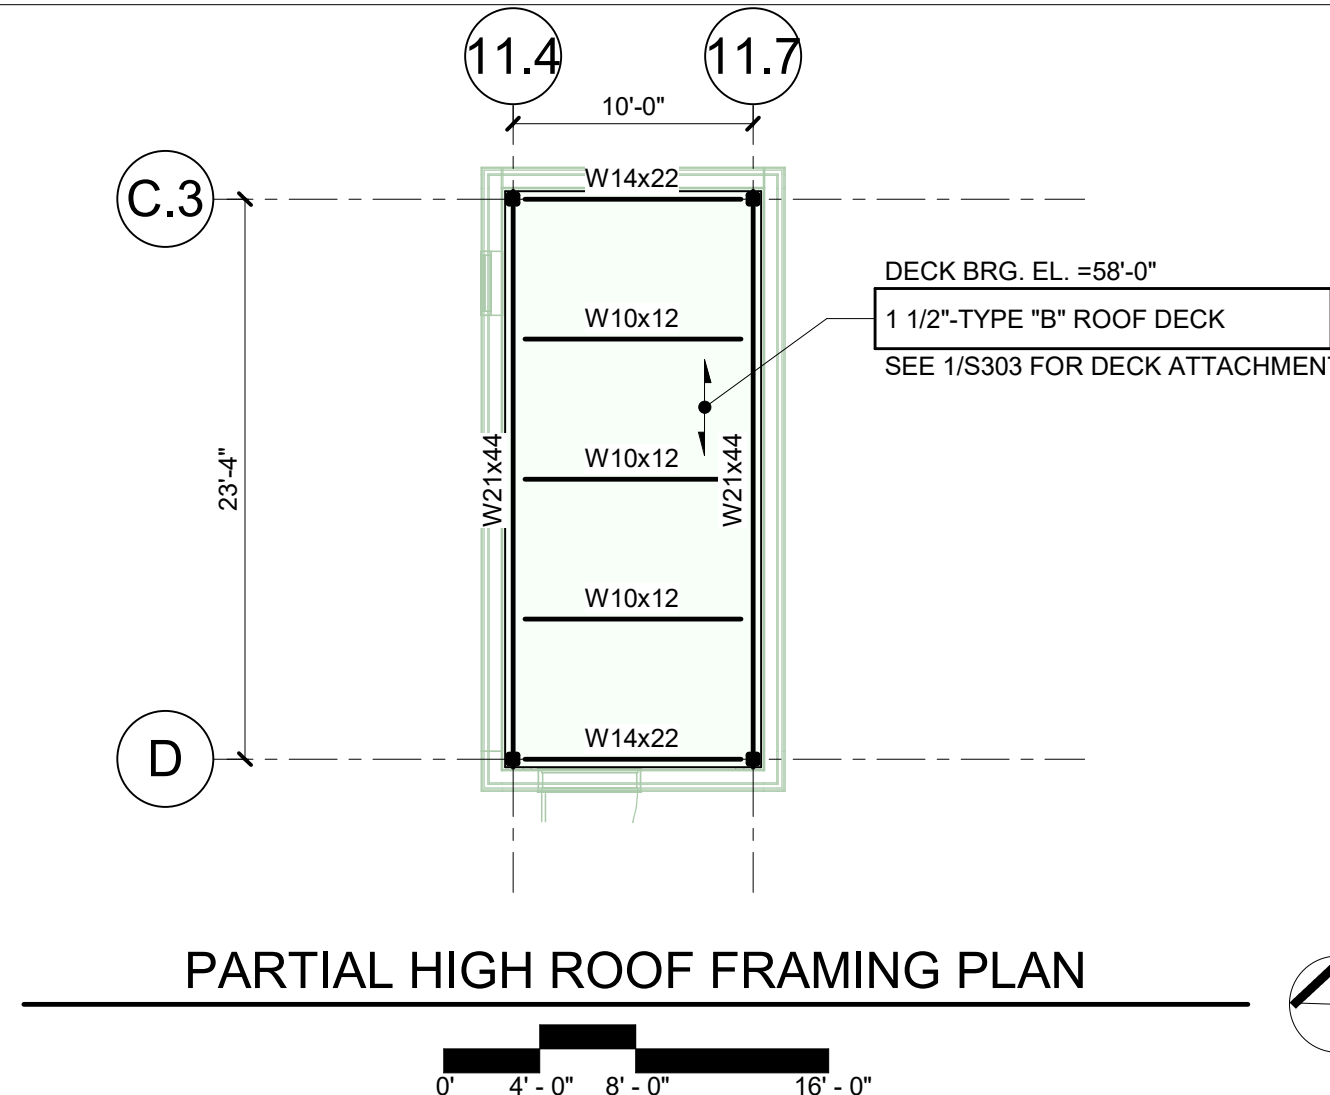 11.4
11.7
10'-0"
C.3
W14x22
DECK BRG. EL. =58'-0"
1 1/2"-TYPE "B" ROOF DECK
SEE 1/S303 FOR DECK ATTACHMENT
W10x12
W10x12
W21x44
W21x44
23'-4"
W10x12
W14x22
D
PARTIAL HIGH ROOF FRAMING PLAN
0' 4' - 0" 8' - 0" 16' - 0"